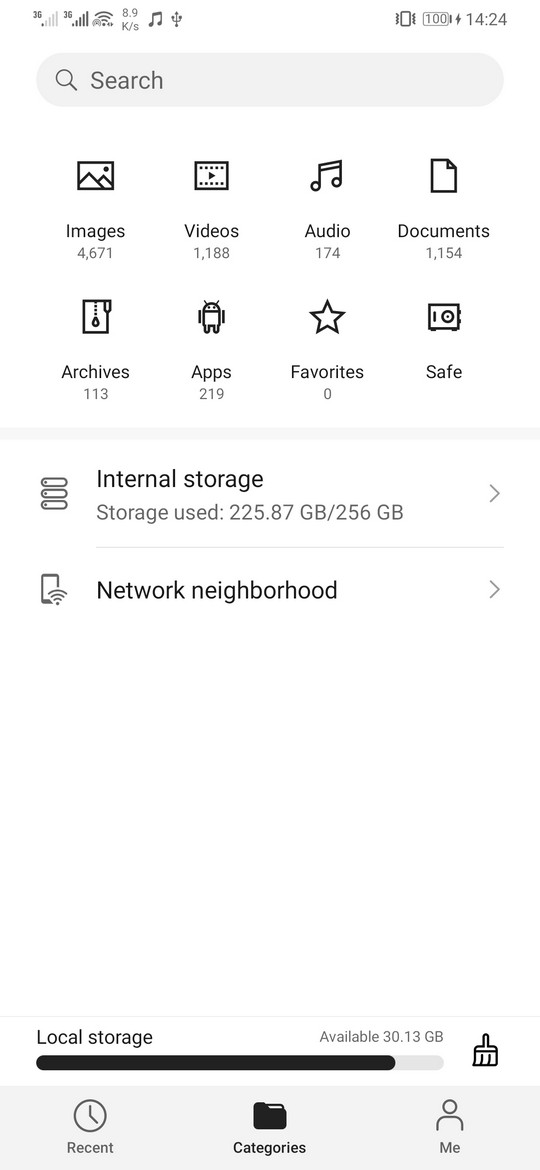 3G 3G 8.9 K/s 100 14:24
Search
Images Videos Audio Documents
4,671 1,188 174 1,154
Archives Apps Favorites Safe
113 219 0
Internal storage
Storage used: 225.87 GB/256 GB
Network neighborhood
Local storage Available 30.13 GB
Recent Categories Me